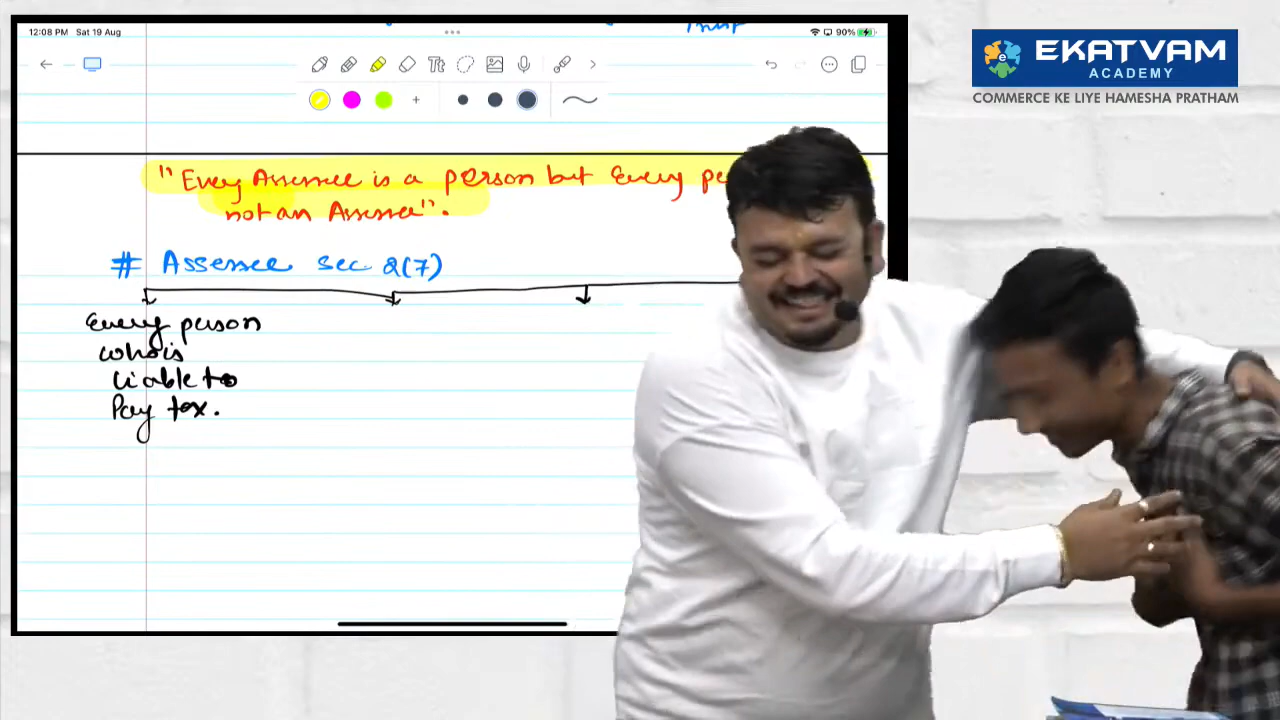 12:08 PM Sat 19 Aug
90%
"Every Assessee is a person but Every
not an Assessee".
# Assessee sec 2(7)
Every person
who is
liable to
Pay tax.
EKATVAM
ACADEMY
COMMERCE KE LIYE HAMESHA PRATHAM